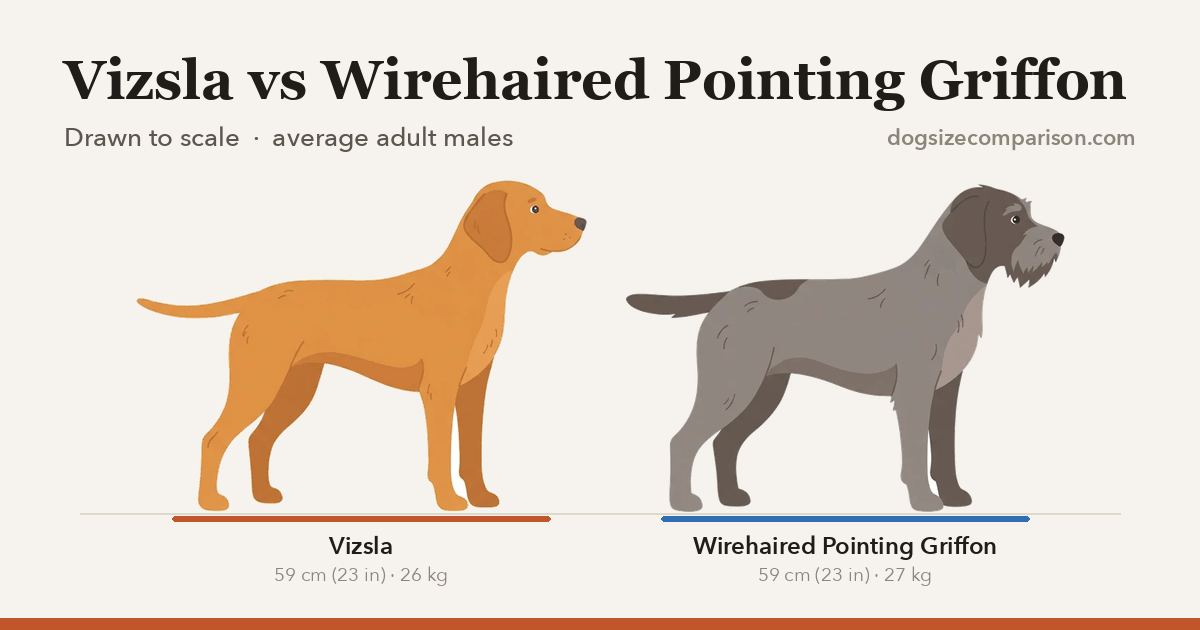 Vizsla vs Wirehaired Pointing Griffon
Drawn to scale · average adult males
dogsizecomparison.com
Vizsla
59 cm (23 in) · 26 kg
Wirehaired Pointing Griffon
59 cm (23 in) · 27 kg